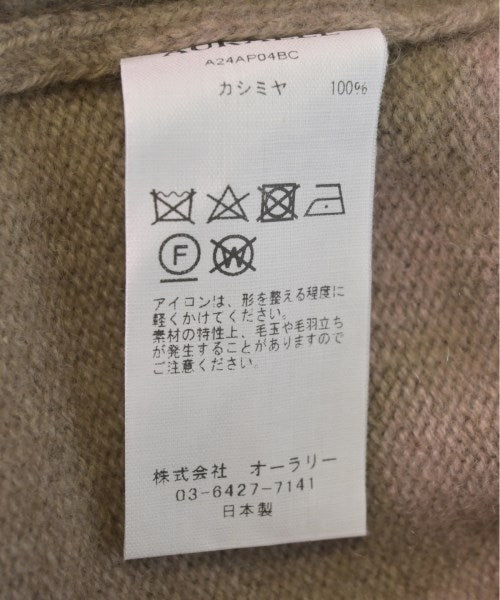 A24AP04BC
カシミヤ 100%
F
W
アイロンは、形を整える程度に
軽くかけてください。
素材の特性上、毛玉や毛羽立ち
が発生することがありますので
ご注意ください。
株式会社 オーラリー
03-6427-7141
日本製